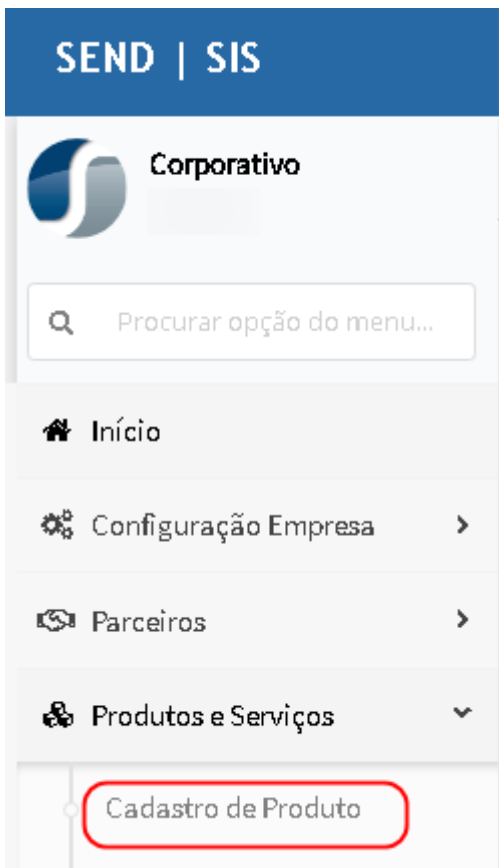 SEND | SIS
Corporativo
Procurar opção do menu...
Início
Configuração Empresa
Parceiros
Produtos e Serviços
Cadastro de Produto